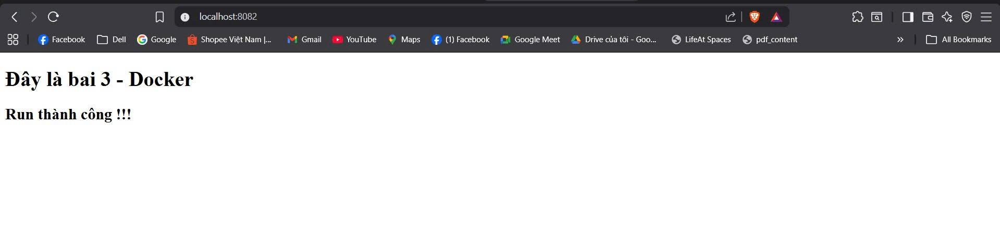 localhost:8082
Facebook Dell Google Shopee Việt Nam |... Gmail YouTube Maps (1) Facebook Google Meet Drive của tôi - Goo... LifeAt Spaces pdf_content » All Bookmarks
Đây là bai 3 - Docker
Run thành công !!!